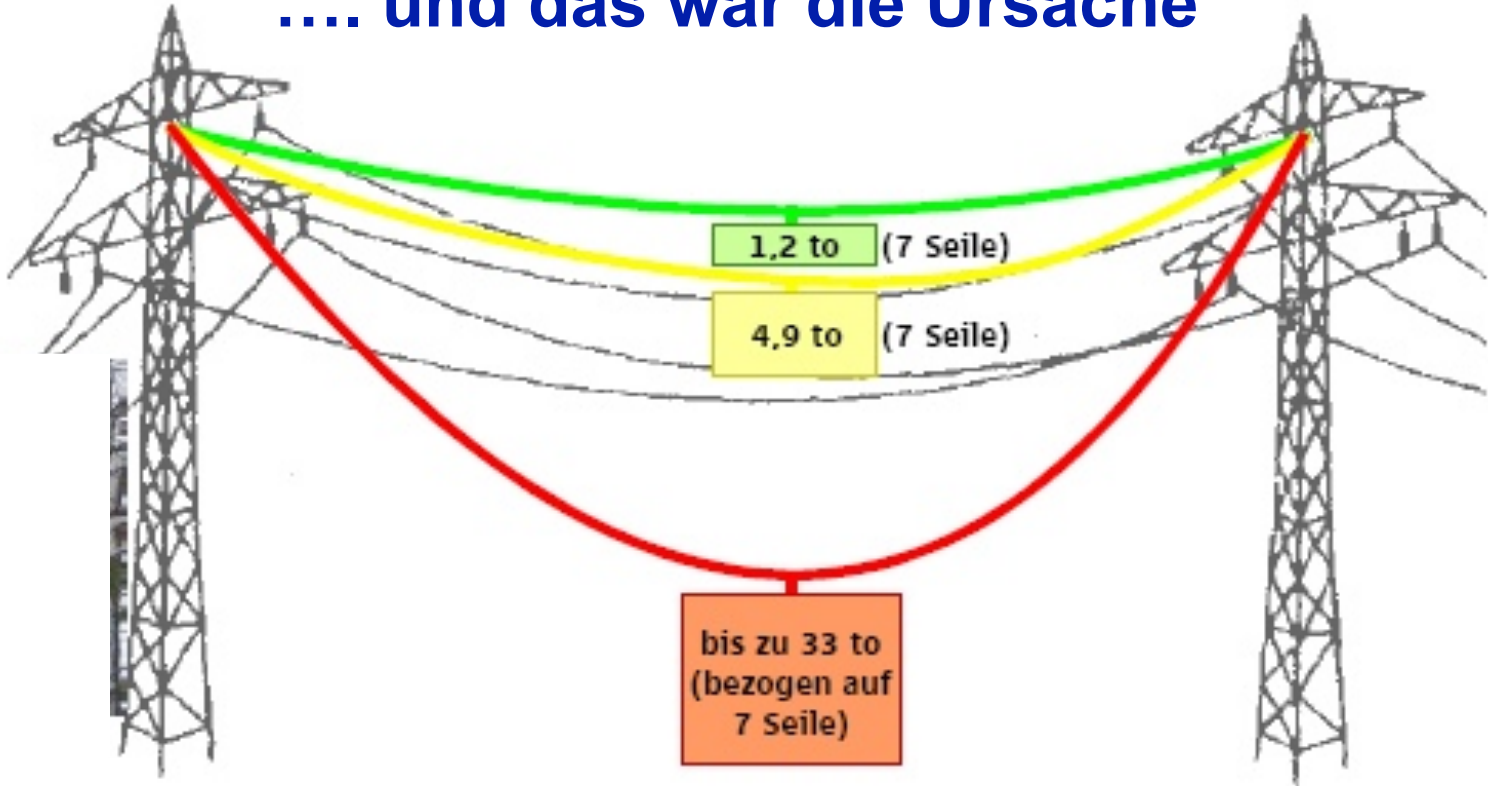 …. und das war die Ursache
1,2 to (7 Seile)
4,9 to (7 Seile)
bis zu 33 to
(bezogen auf
7 Seile)